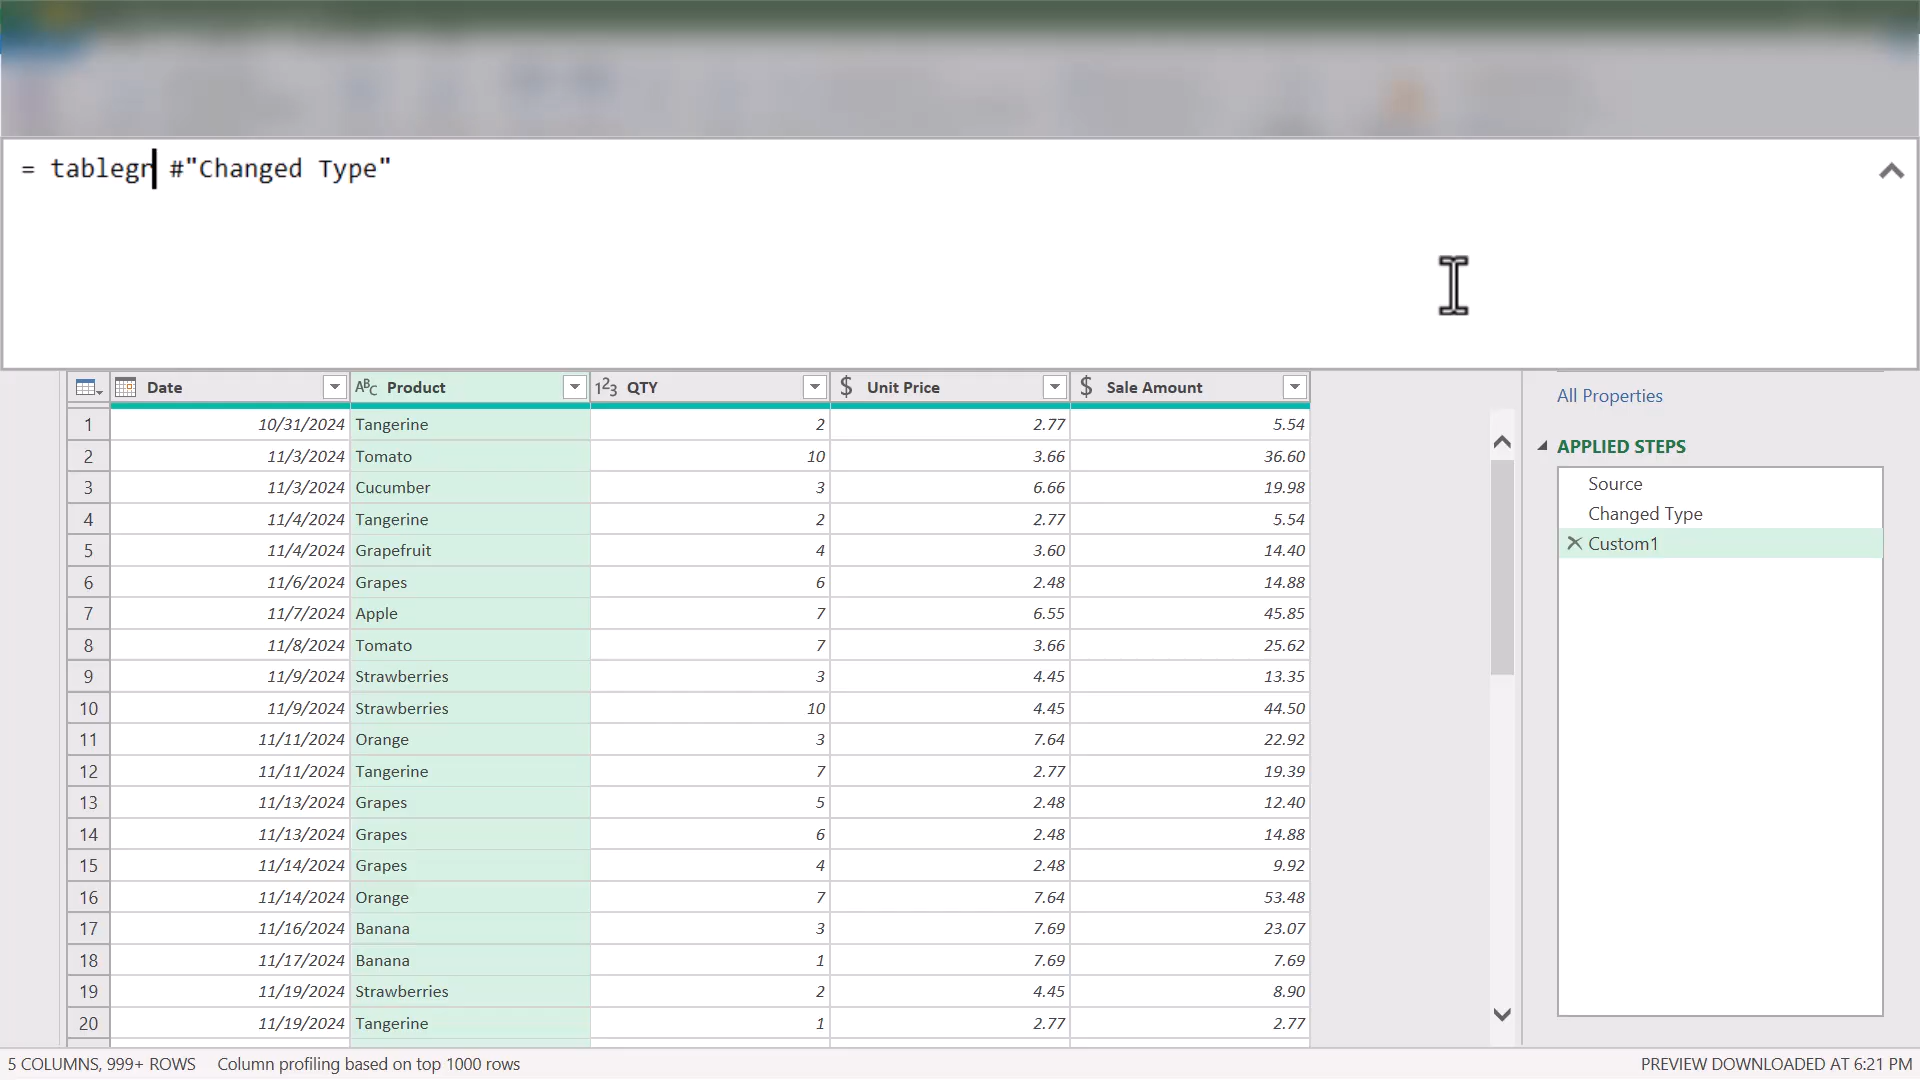 = tablegr #"Changed Type"
Date ABC Product 123 QTY $ Unit Price $ Sale Amount
1 10/31/2024 Tangerine 2 2.77 5.54
2 11/3/2024 Tomato 10 3.66 36.60
3 11/3/2024 Cucumber 3 6.66 19.98
4 11/4/2024 Tangerine 2 2.77 5.54
5 11/4/2024 Grapefruit 4 3.60 14.40
6 11/6/2024 Grapes 6 2.48 14.88
7 11/7/2024 Apple 7 6.55 45.85
8 11/8/2024 Tomato 7 3.66 25.62
9 11/9/2024 Strawberries 3 4.45 13.35
10 11/9/2024 Strawberries 10 4.45 44.50
11 11/11/2024 Orange 3 7.64 22.92
12 11/11/2024 Tangerine 7 2.77 19.39
13 11/13/2024 Grapes 5 2.48 12.40
14 11/13/2024 Grapes 6 2.48 14.88
15 11/14/2024 Grapes 4 2.48 9.92
16 11/14/2024 Orange 7 7.64 53.48
17 11/16/2024 Banana 3 7.69 23.07
18 11/17/2024 Banana 1 7.69 7.69
19 11/19/2024 Strawberries 2 4.45 8.90
20 11/19/2024 Tangerine 1 2.77 2.77
All Properties
APPLIED STEPS
Source
Changed Type
Custom1
5 COLUMNS, 999+ ROWS Column profiling based on top 1000 rows
PREVIEW DOWNLOADED AT 6:21 PM